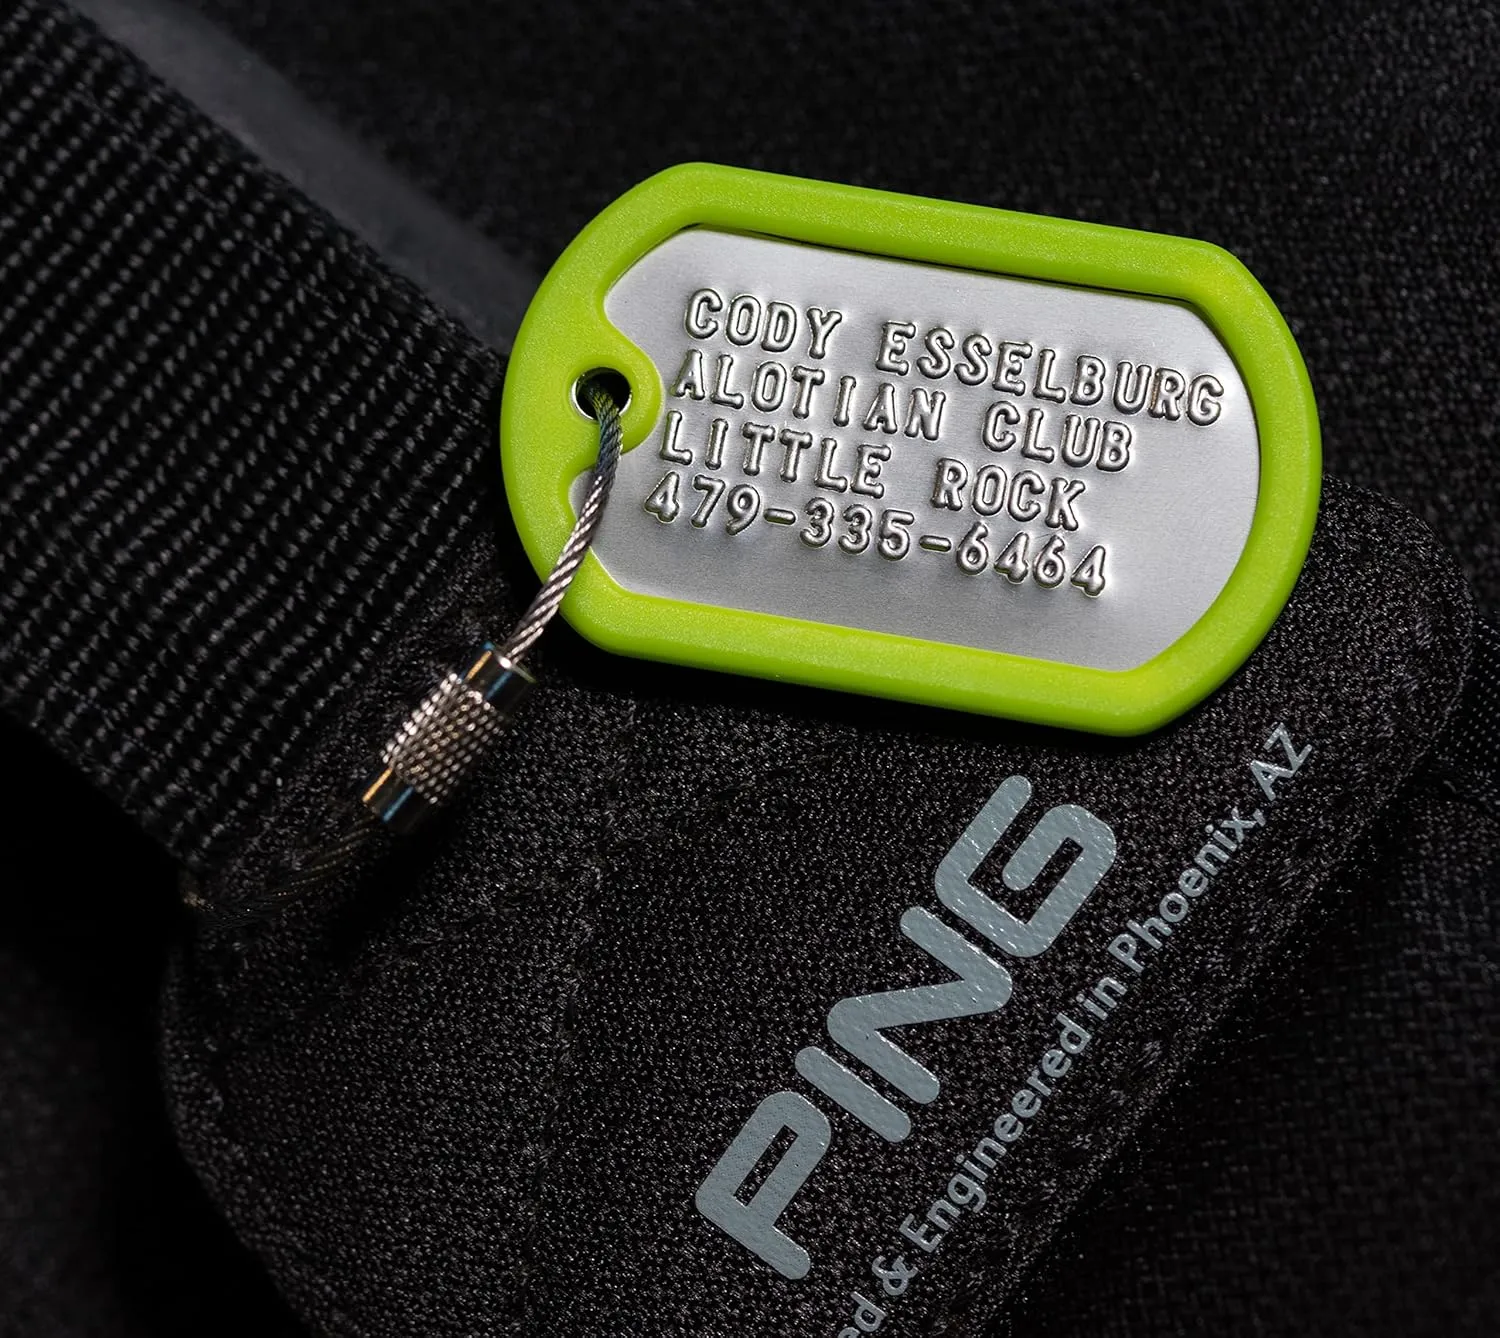 CODY ESSELBURG
ALOTIAN CLUB
LITTLE ROCK
479-335-6464
PING
& Engineered in Phoenix, AZ